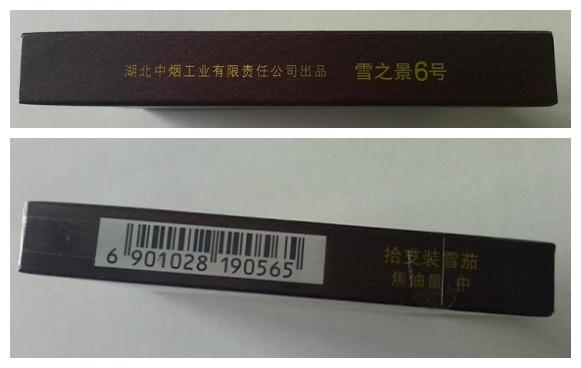 湖北中烟工业有限责任公司出品 雪之景6号
6 901028 190565
拾支装雪茄
焦油量 中